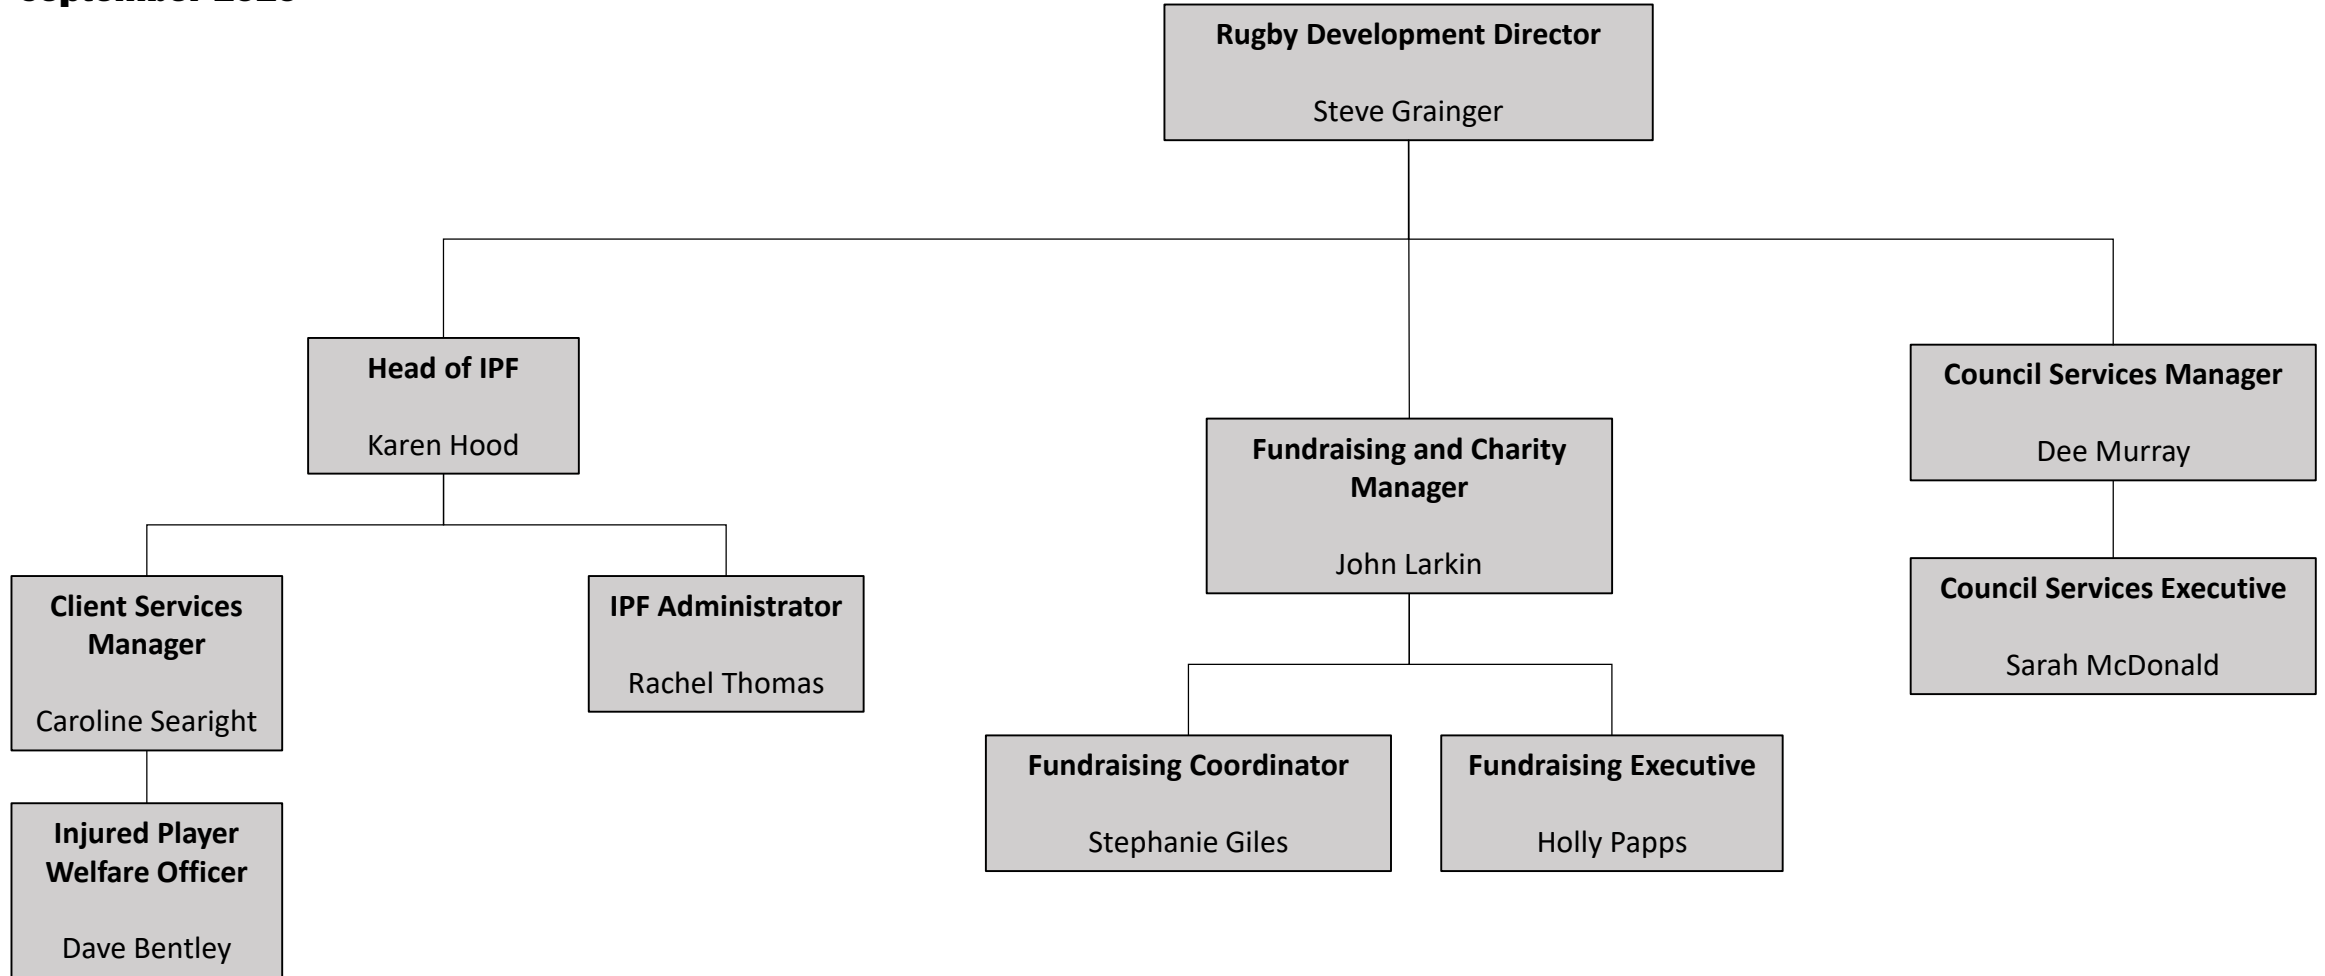 Rugby Development Director
Steve Grainger
Head of IPF
Karen Hood
Fundraising and Charity
Manager
John Larkin
Council Services Manager
Dee Murray
Client Services
Manager
Caroline Searight
IPF Administrator
Rachel Thomas
Council Services Executive
Sarah McDonald
Injured Player
Welfare Officer
Dave Bentley
Fundraising Coordinator
Stephanie Giles
Fundraising Executive
Holly Papps